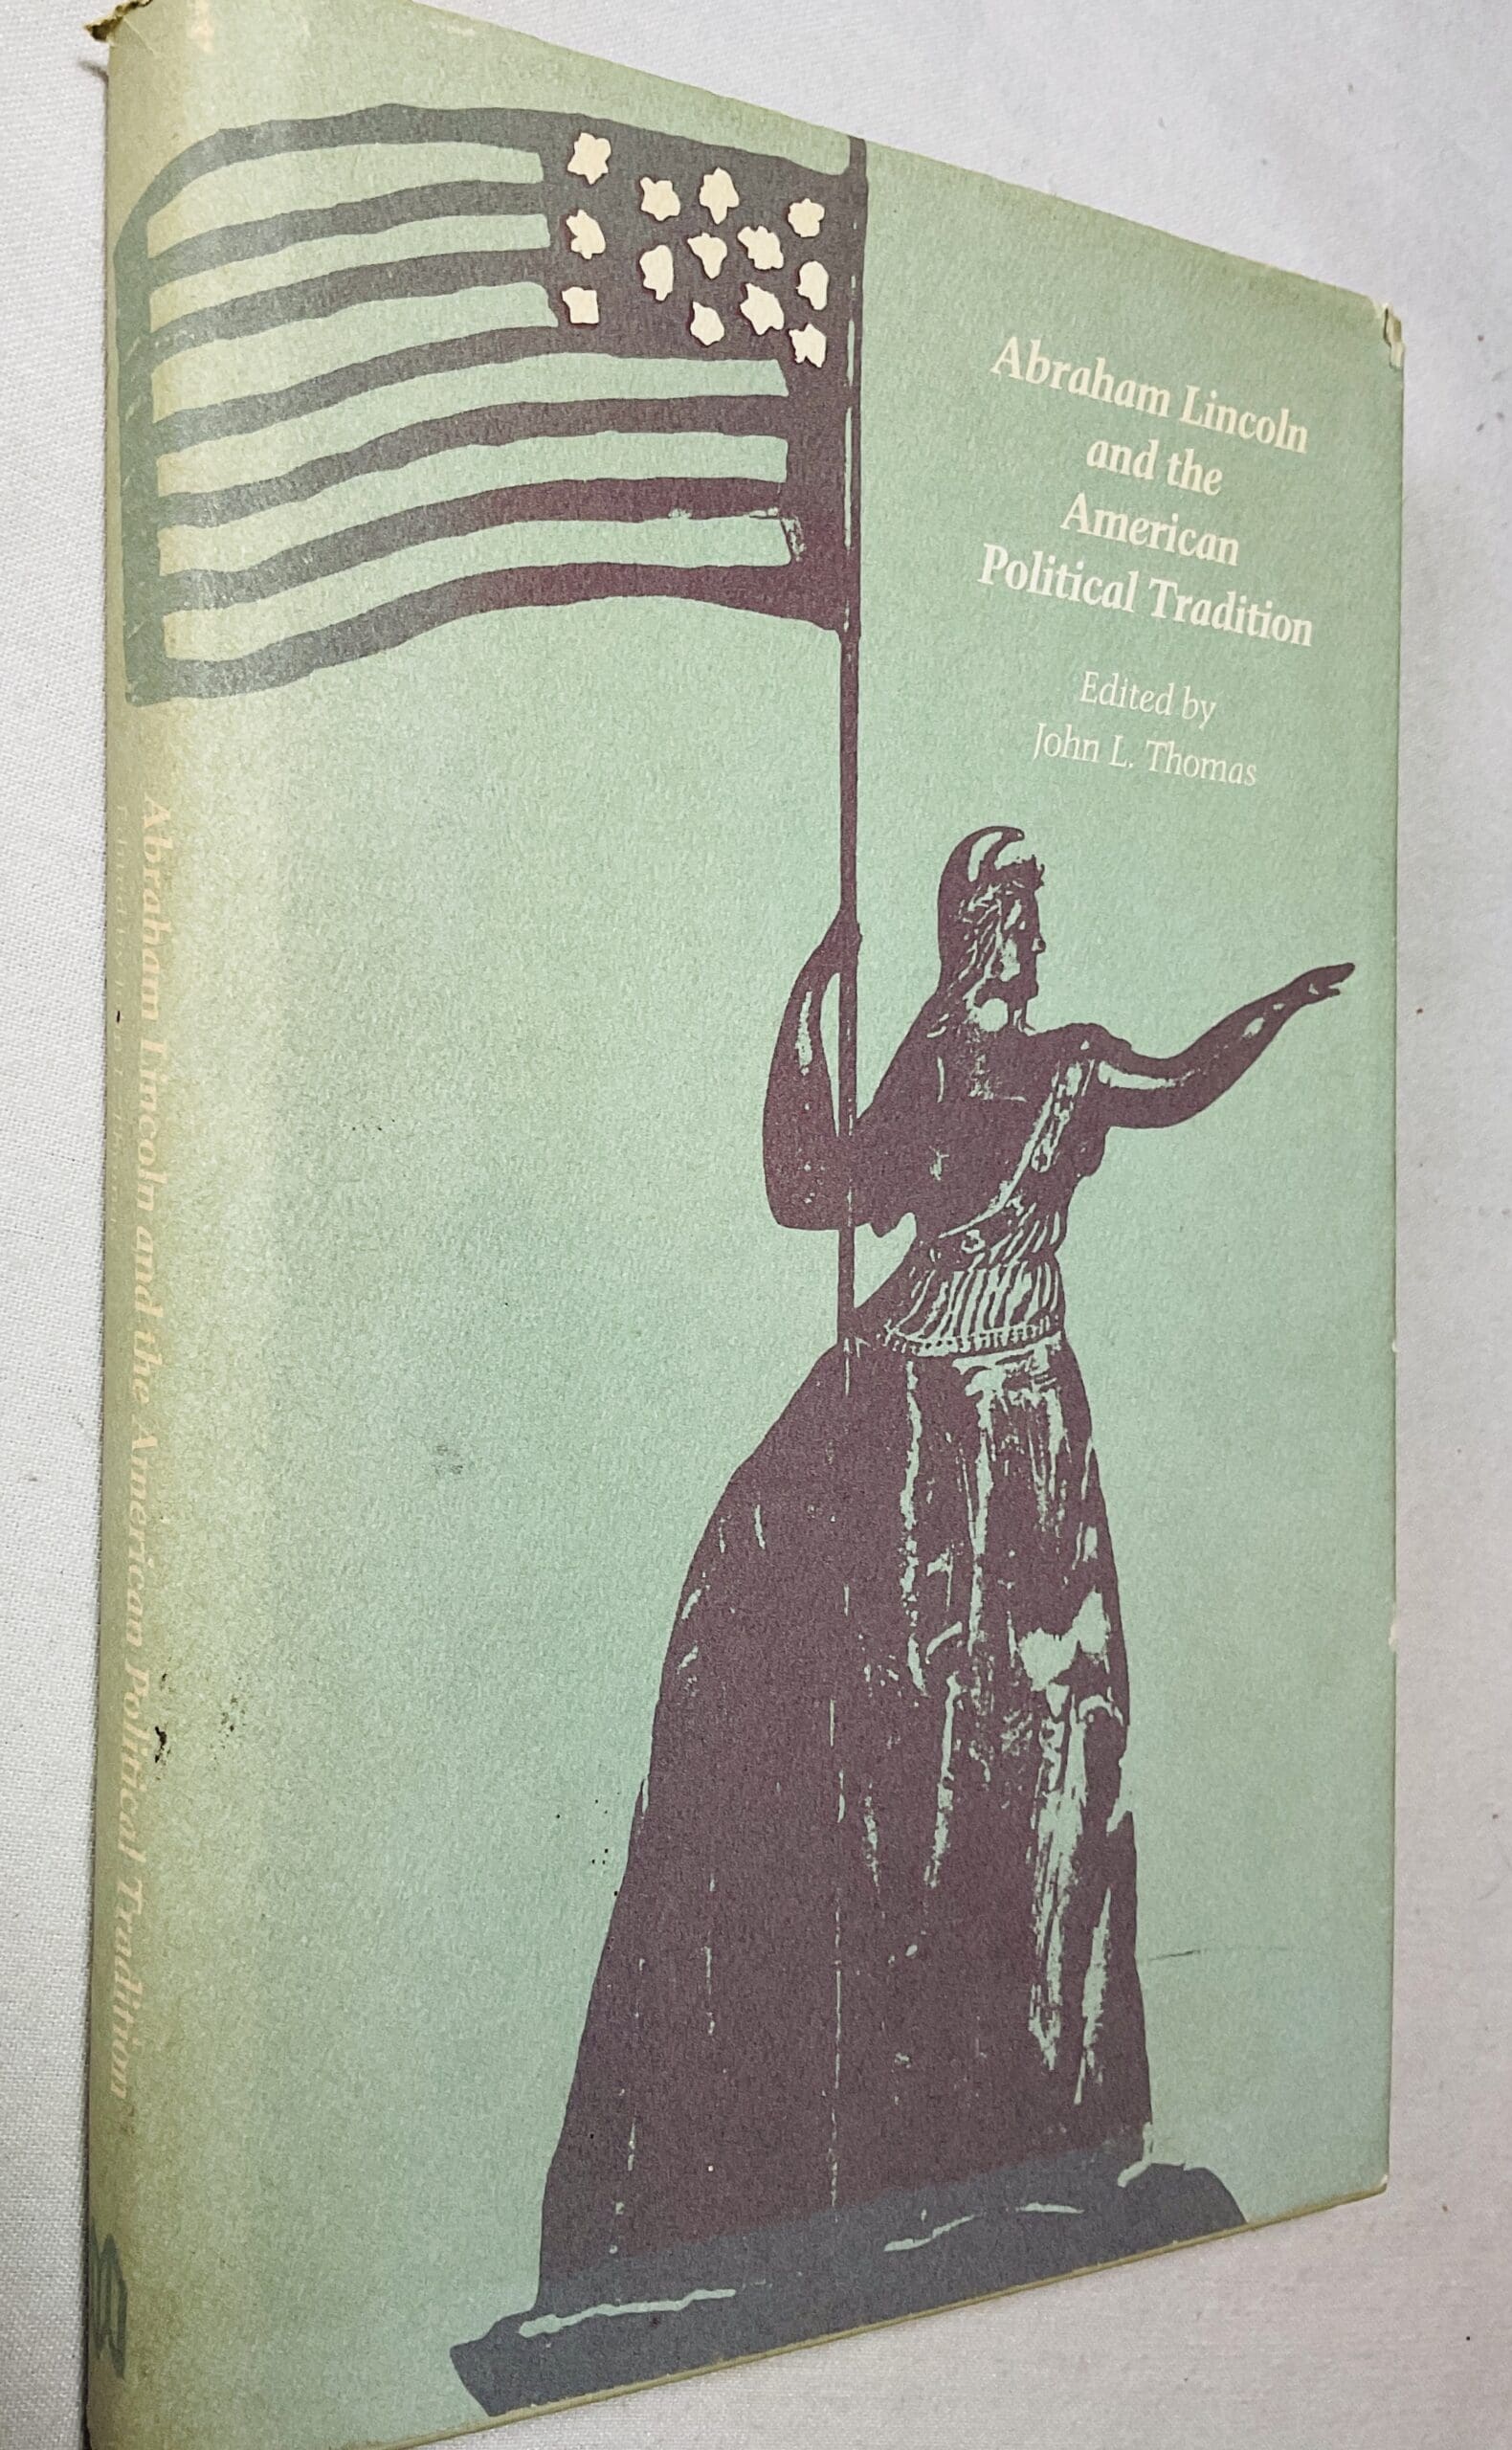 Abraham Lincoln
and the
American
Political Tradition
Edited by
John L. Thomas
Abraham Lincoln and the American Political Tradition